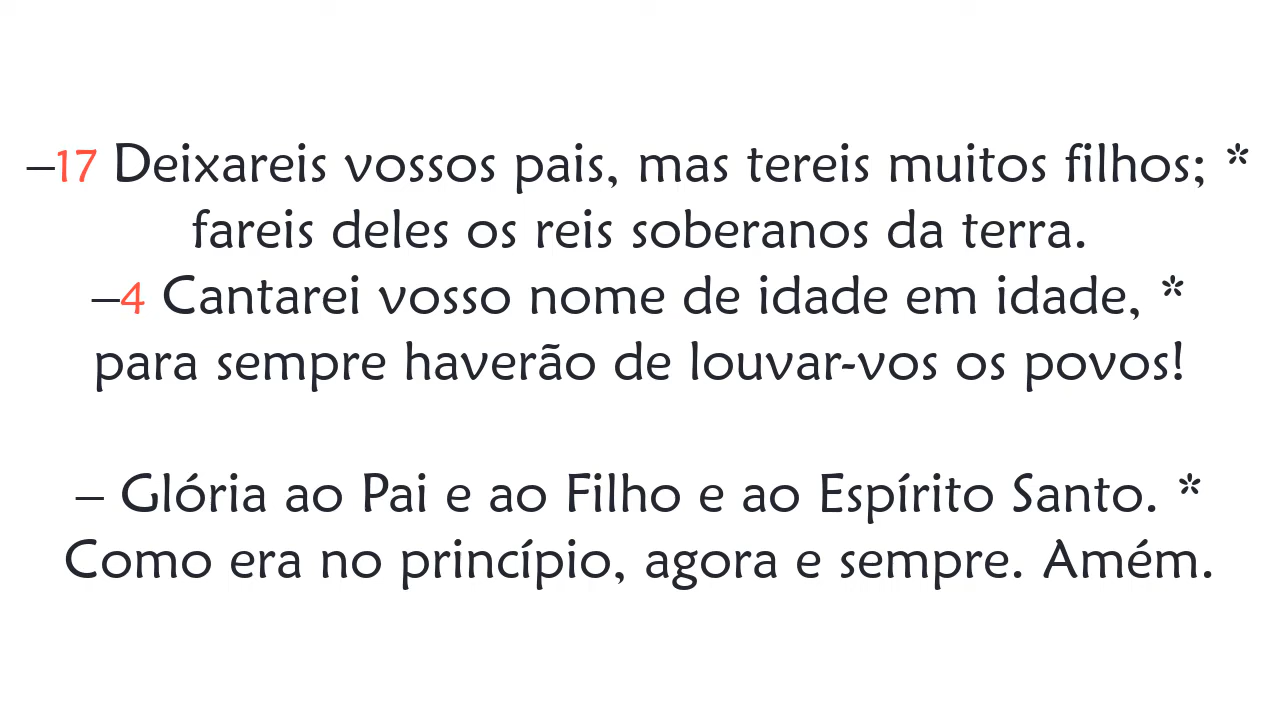 –17 Deixareis vossos pais, mas tereis muitos filhos; *
fareis deles os reis soberanos da terra.
–4 Cantarei vosso nome de idade em idade, *
para sempre haverão de louvar-vos os povos!
– Glória ao Pai e ao Filho e ao Espírito Santo. *
Como era no princípio, agora e sempre. Amém.